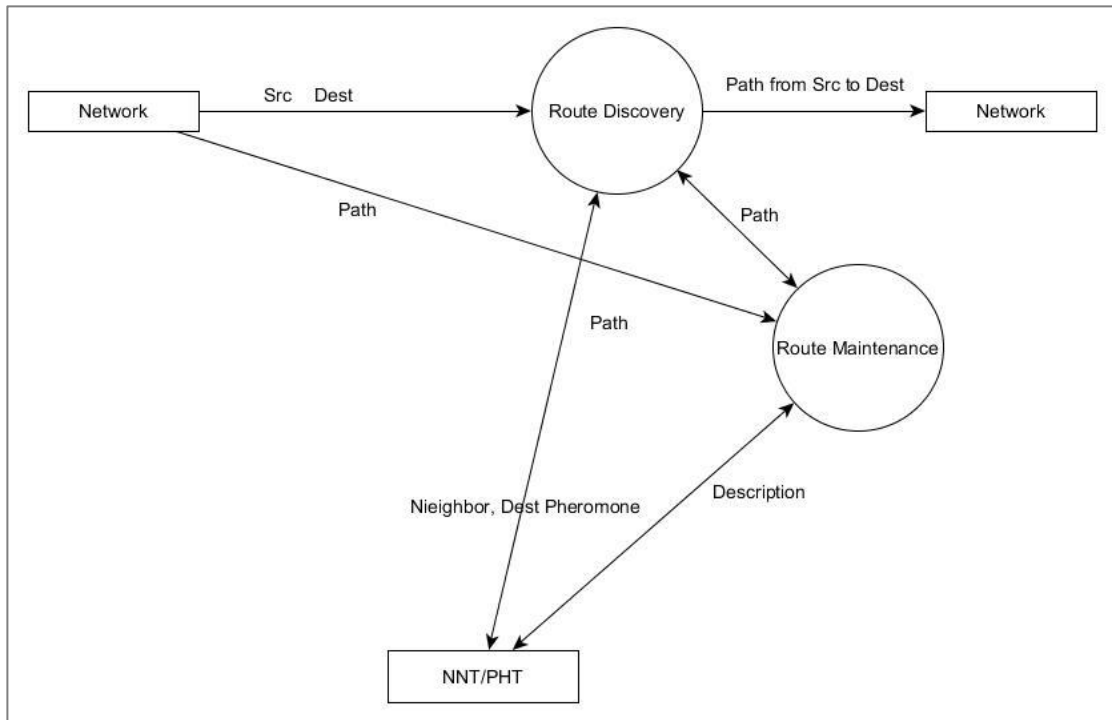 Src Dest
Path from Src to Dest
Network
Route Discovery
Network
Path
Path
Path
Route Maintenance
Description
Nieighbor, Dest Pheromone
NNT/PHT